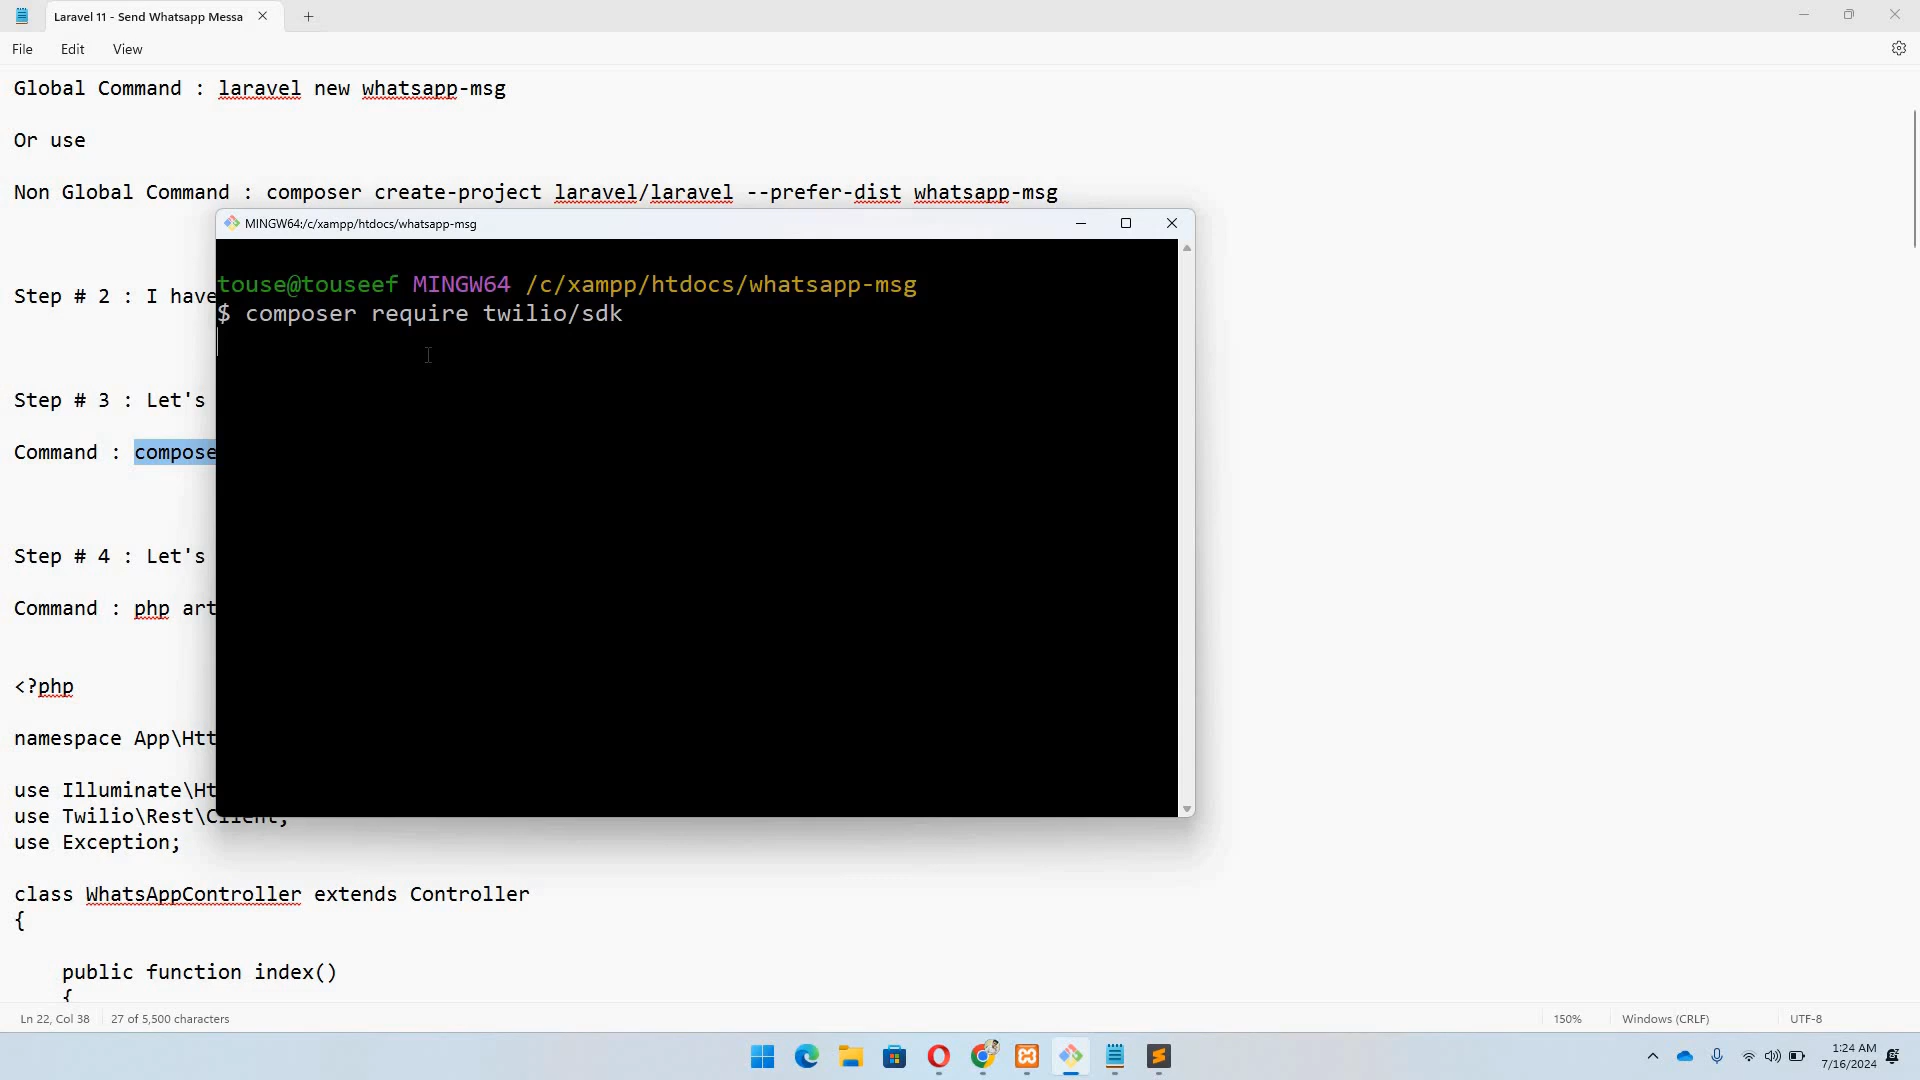 Laravel 11 - Send Whatsapp Messa
File Edit View
Global Command : laravel new whatsapp-msg
Or use
Non Global Command : composer create-project laravel/laravel --prefer-dist whatsapp-msg
MINGW64:/c/xampp/htdocs/whatsapp-msg
touse@touseef MINGW64 /c/xampp/htdocs/whatsapp-msg
$ composer require twilio/sdk
Step # 2 : I have
Step # 3 : Let's
Command : compose
Step # 4 : Let's
Command : php art
<?php
namespace App\Htt
use Illuminate\Ht
use Twilio\Rest\Client;
use Exception;
class WhatsAppController extends Controller
{
public function index()
{
Ln 22, Col 38 27 of 5,500 characters 150% Windows (CRLF) UTF-8
1:24 AM
7/16/2024